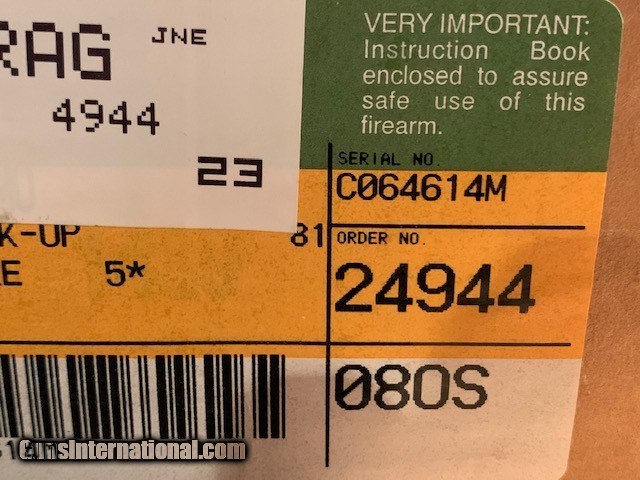 RAG JNE
4944
23
VERY IMPORTANT:
Instruction Book
enclosed to assure
safe use of this
firearm.
SERIAL NO.
C064614M
K-UP 81
ORDER NO.
E 5*
24944
080S
GunsInternational.com